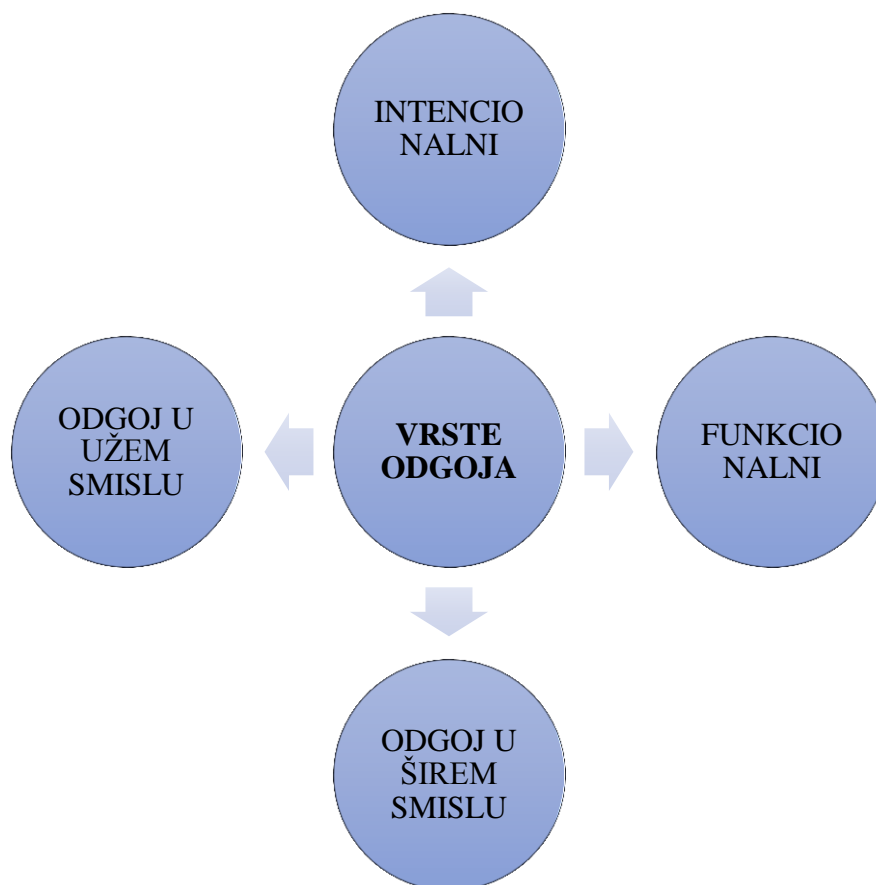 INTENCIO
NALNI
ODGOJ U
UŽEM
SMISLU
VRSTE
ODGOJA
FUNKCIO
NALNI
ODGOJ U
ŠIREM
SMISLU